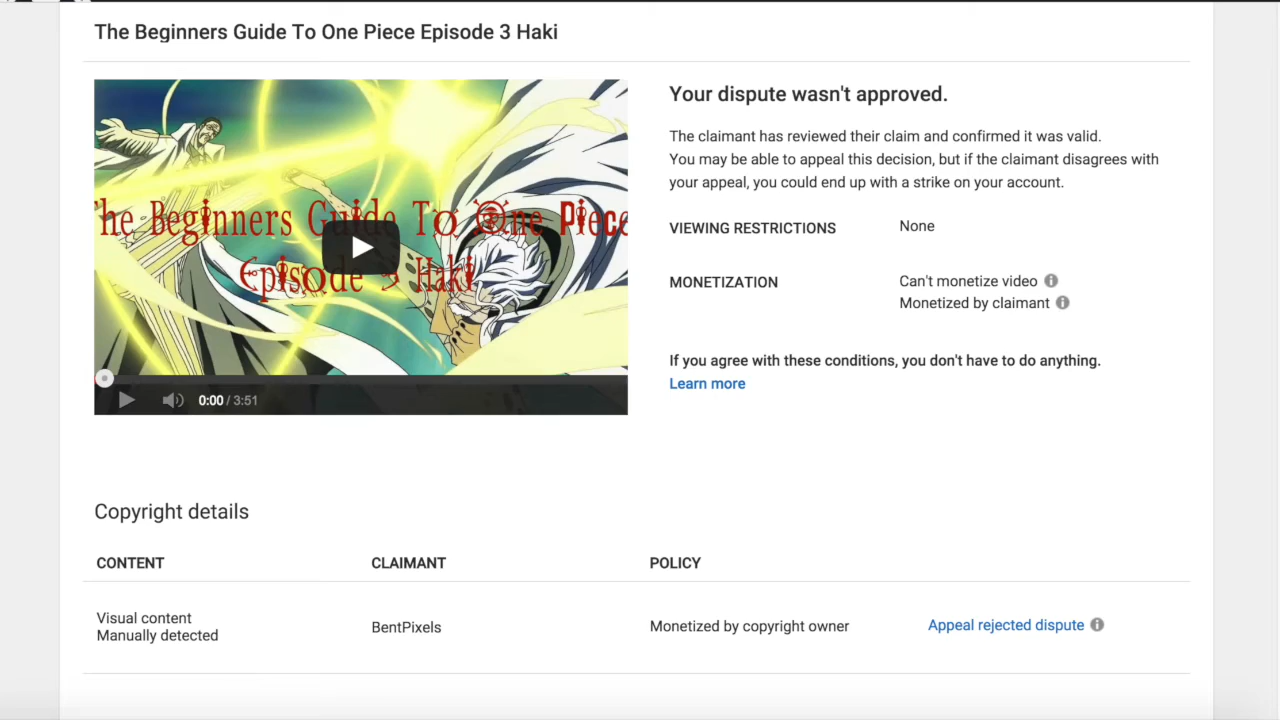 The Beginners Guide To One Piece Episode 3 Haki
The Beginners Guide To One Piece
Episode 3 Haki
0:00 / 3:51
Your dispute wasn't approved.
The claimant has reviewed their claim and confirmed it was valid.
You may be able to appeal this decision, but if the claimant disagrees with
your appeal, you could end up with a strike on your account.
VIEWING RESTRICTIONS None
MONETIZATION Can't monetize video
Monetized by claimant
If you agree with these conditions, you don't have to do anything.
Learn more
Copyright details
CONTENT CLAIMANT POLICY
Visual content
Manually detected
BentPixels
Monetized by copyright owner
Appeal rejected dispute